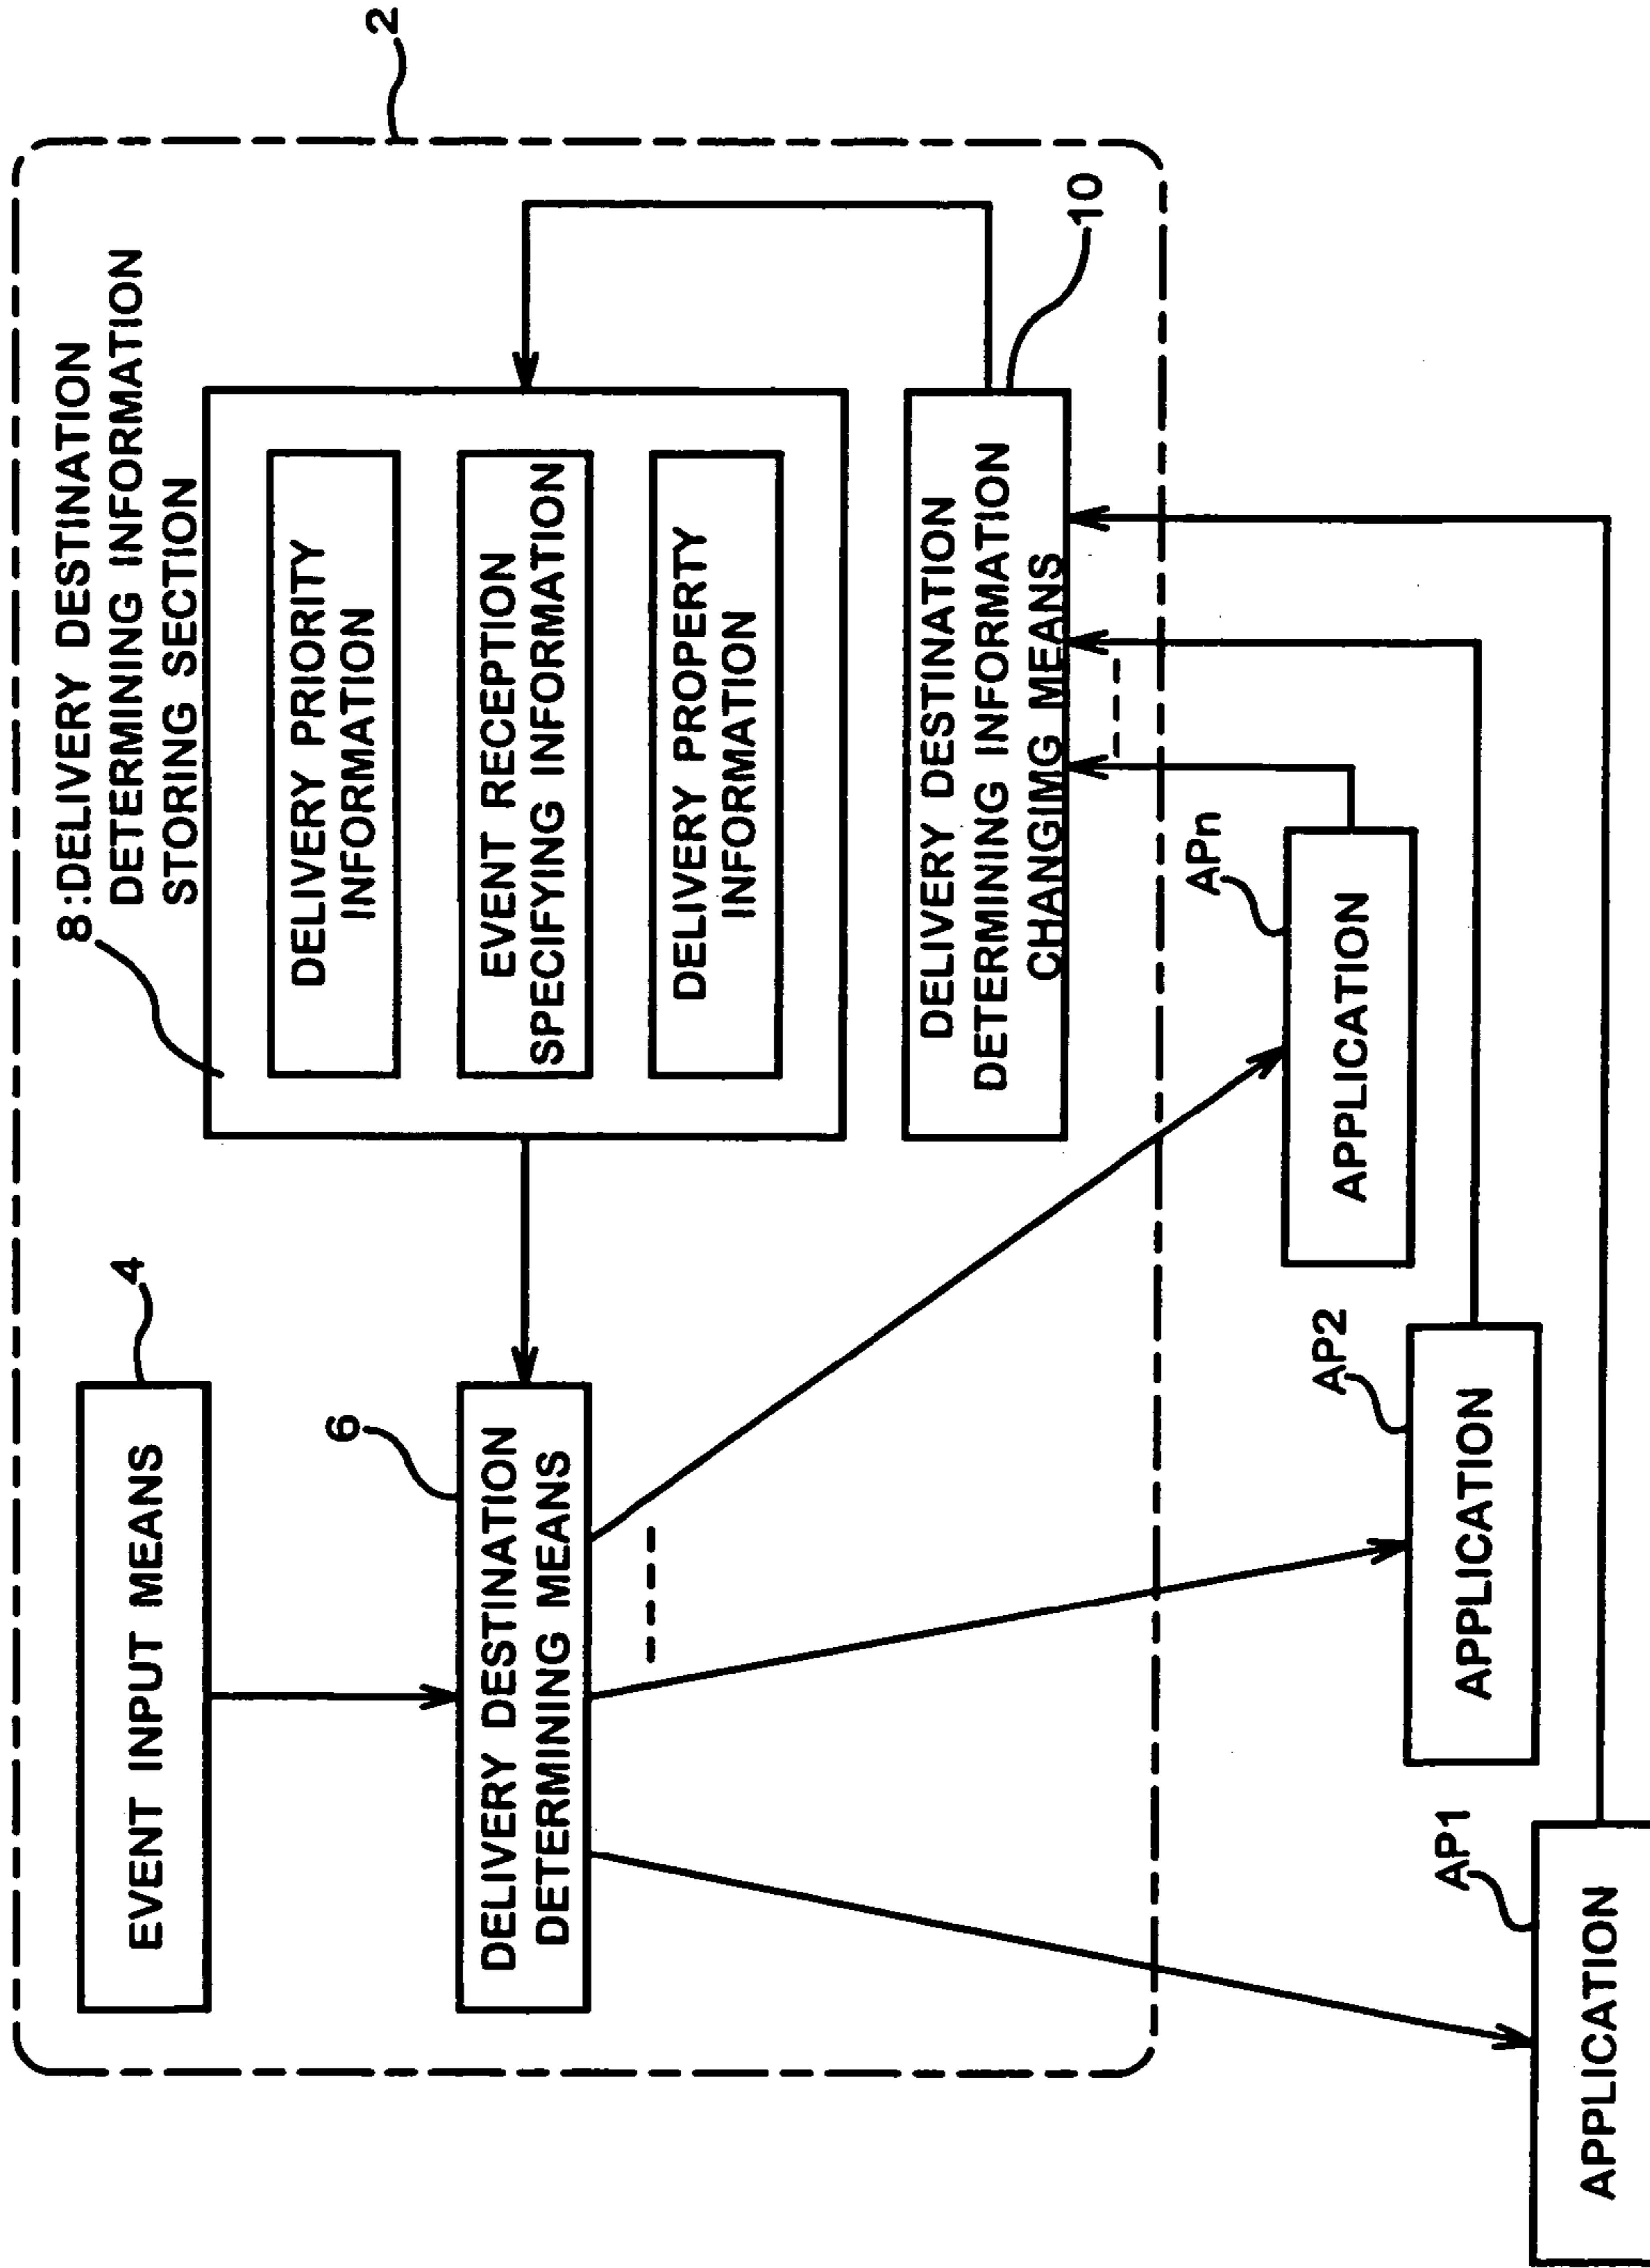 2
8:DELIVERY DESTINATION
DETERMINING INFORMATION
STORING SECTION
4
EVENT INPUT MEANS
DELIVERY PRIORITY
INFORMATION
6
DELIVERY DESTINATION
DETERMINING MEANS
EVENT RECEPTION
SPECIFYING INFORMATION
DELIVERY PROPERTY
INFORMATION
10
DELIVERY DESTINATION
DETERMINING INFORMATION
CHANGIMG MEANS
APn
APPLICATION
AP2
APPLICATION
AP1
APPLICATION